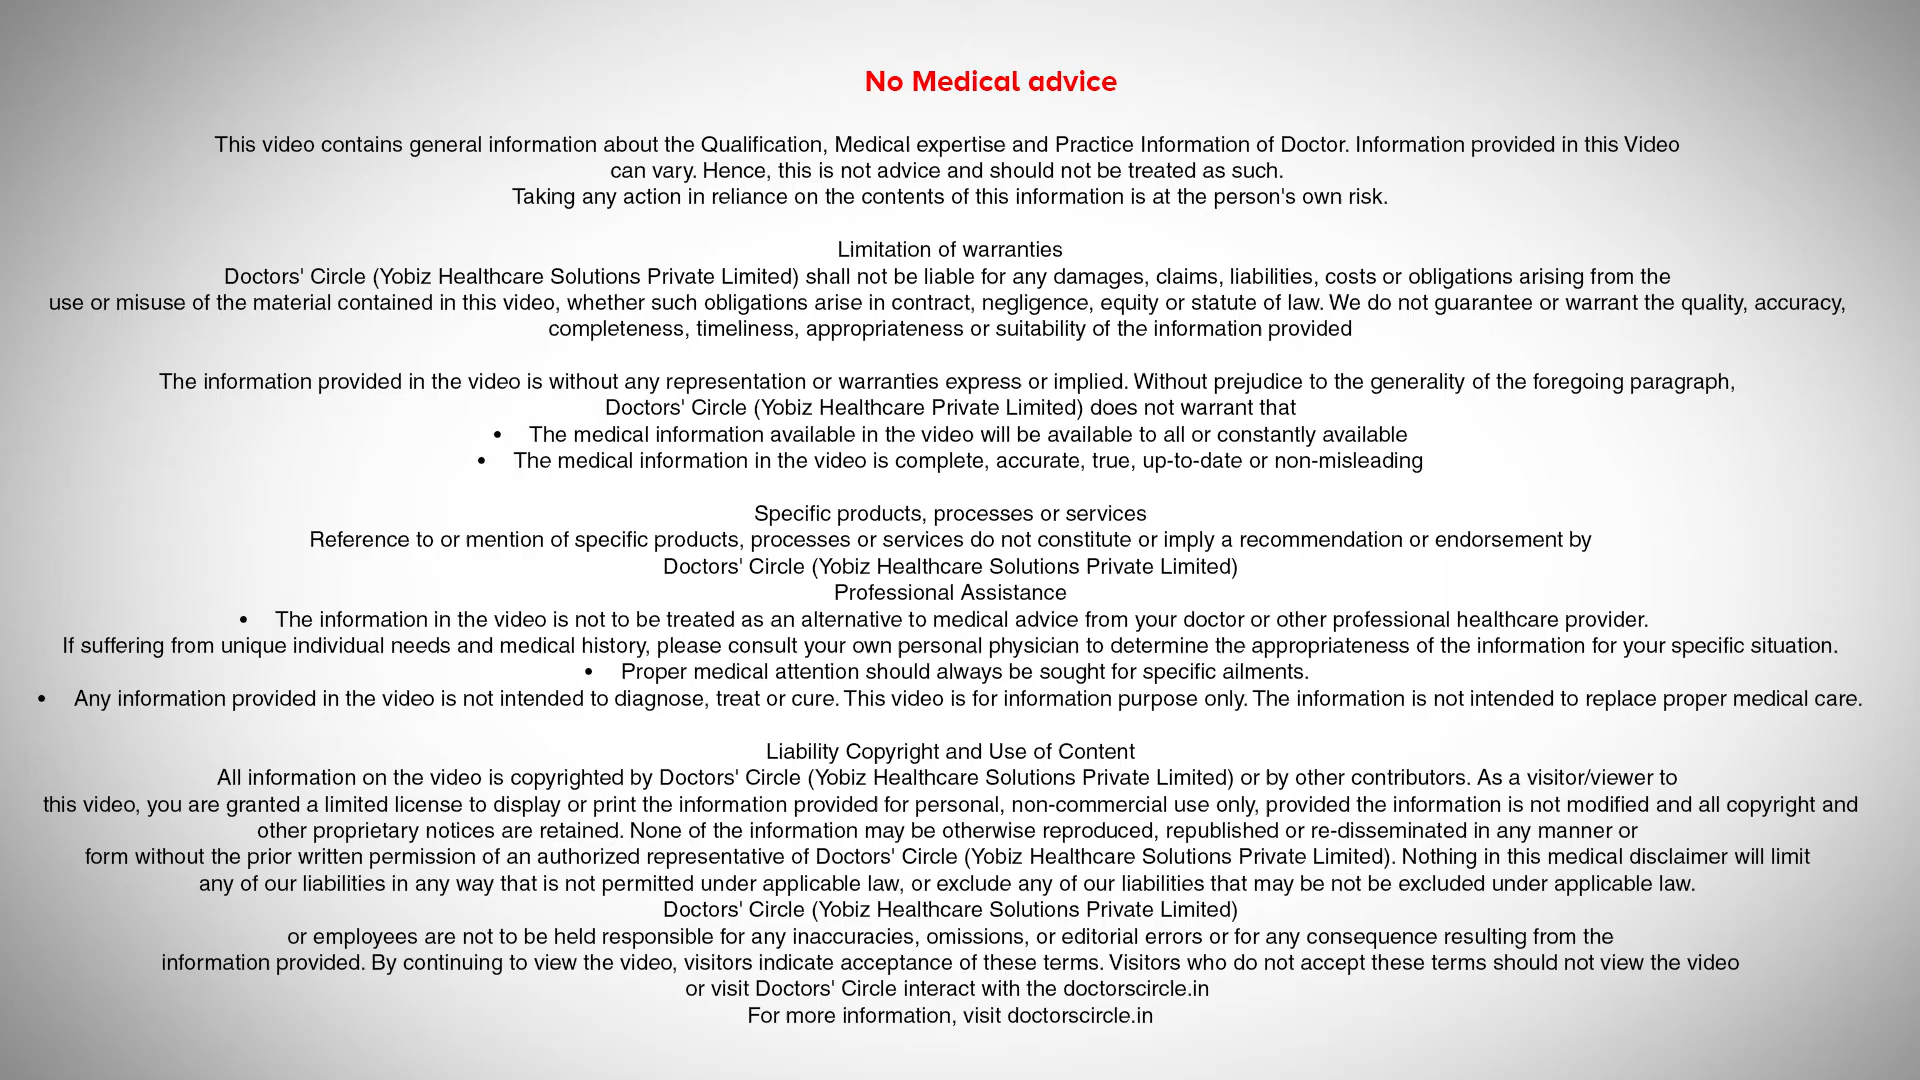 No Medical advice
This video contains general information about the Qualification, Medical expertise and Practice Information of Doctor. Information provided in this Video
can vary. Hence, this is not advice and should not be treated as such.
Taking any action in reliance on the contents of this information is at the person's own risk.
Limitation of warranties
Doctors' Circle (Yobiz Healthcare Solutions Private Limited) shall not be liable for any damages, claims, liabilities, costs or obligations arising from the
use or misuse of the material contained in this video, whether such obligations arise in contract, negligence, equity or statute of law. We do not guarantee or warrant the quality, accuracy,
completeness, timeliness, appropriateness or suitability of the information provided
The information provided in the video is without any representation or warranties express or implied. Without prejudice to the generality of the foregoing paragraph,
Doctors' Circle (Yobiz Healthcare Private Limited) does not warrant that
• The medical information available in the video will be available to all or constantly available
• The medical information in the video is complete, accurate, true, up-to-date or non-misleading
Specific products, processes or services
Reference to or mention of specific products, processes or services do not constitute or imply a recommendation or endorsement by
Doctors' Circle (Yobiz Healthcare Solutions Private Limited)
Professional Assistance
• The information in the video is not to be treated as an alternative to medical advice from your doctor or other professional healthcare provider.
If suffering from unique individual needs and medical history, please consult your own personal physician to determine the appropriateness of the information for your specific situation.
• Proper medical attention should always be sought for specific ailments.
• Any information provided in the video is not intended to diagnose, treat or cure. This video is for information purpose only. The information is not intended to replace proper medical care.
Liability Copyright and Use of Content
All information on the video is copyrighted by Doctors' Circle (Yobiz Healthcare Solutions Private Limited) or by other contributors. As a visitor/viewer to
this video, you are granted a limited license to display or print the information provided for personal, non-commercial use only, provided the information is not modified and all copyright and
other proprietary notices are retained. None of the information may be otherwise reproduced, republished or re-disseminated in any manner or
form without the prior written permission of an authorized representative of Doctors' Circle (Yobiz Healthcare Solutions Private Limited). Nothing in this medical disclaimer will limit
any of our liabilities in any way that is not permitted under applicable law, or exclude any of our liabilities that may be not be excluded under applicable law.
Doctors' Circle (Yobiz Healthcare Solutions Private Limited)
or employees are not to be held responsible for any inaccuracies, omissions, or editorial errors or for any consequence resulting from the
information provided. By continuing to view the video, visitors indicate acceptance of these terms. Visitors who do not accept these terms should not view the video
or visit Doctors' Circle interact with the doctorscircle.in
For more information, visit doctorscircle.in